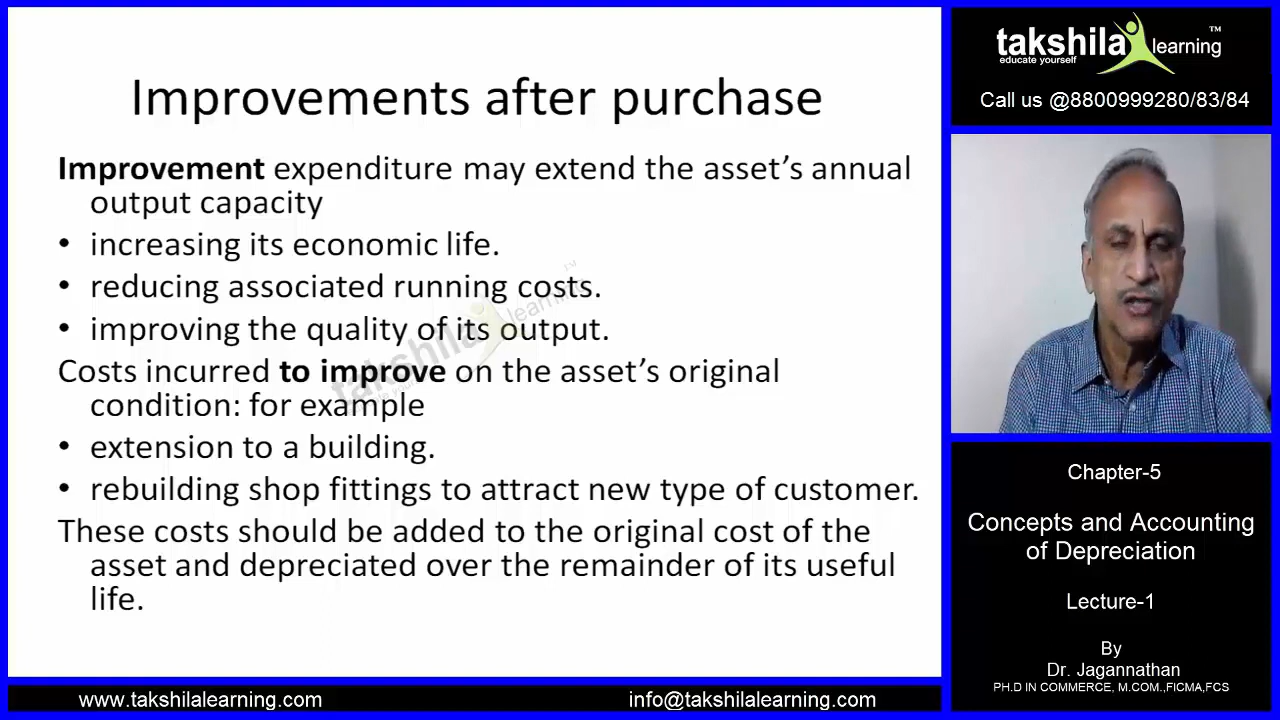 Improvements after purchase
Improvement expenditure may extend the asset's annual
output capacity
• increasing its economic life.
• reducing associated running costs.
• improving the quality of its output.
Costs incurred to improve on the asset's original
condition: for example
• extension to a building.
• rebuilding shop fittings to attract new type of customer.
These costs should be added to the original cost of the
asset and depreciated over the remainder of its useful
life.
takshila learning TM
www.takshilalearning.com
info@takshilalearning.com
takshila learning ™
educate yourself
Call us @8800999280/83/84
Chapter-5
Concepts and Accounting
of Depreciation
Lecture-1
By
Dr. Jagannathan
PH.D IN COMMERCE, M.COM.,FICMA,FCS